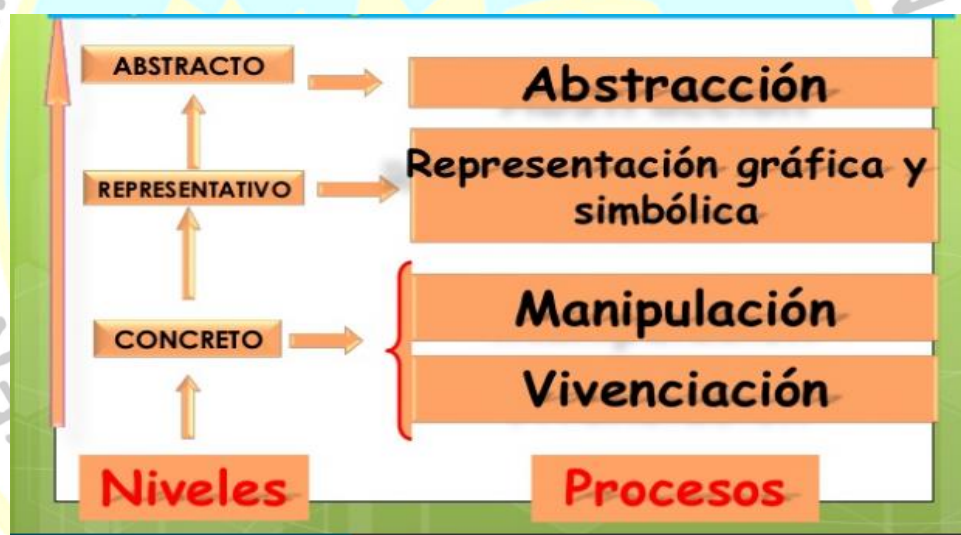 ABSTRACTO
Abstracción
REPRESENTATIVO
Representación gráfica y
simbólica
CONCRETO
Manipulación
Vivenciación
Niveles
Procesos